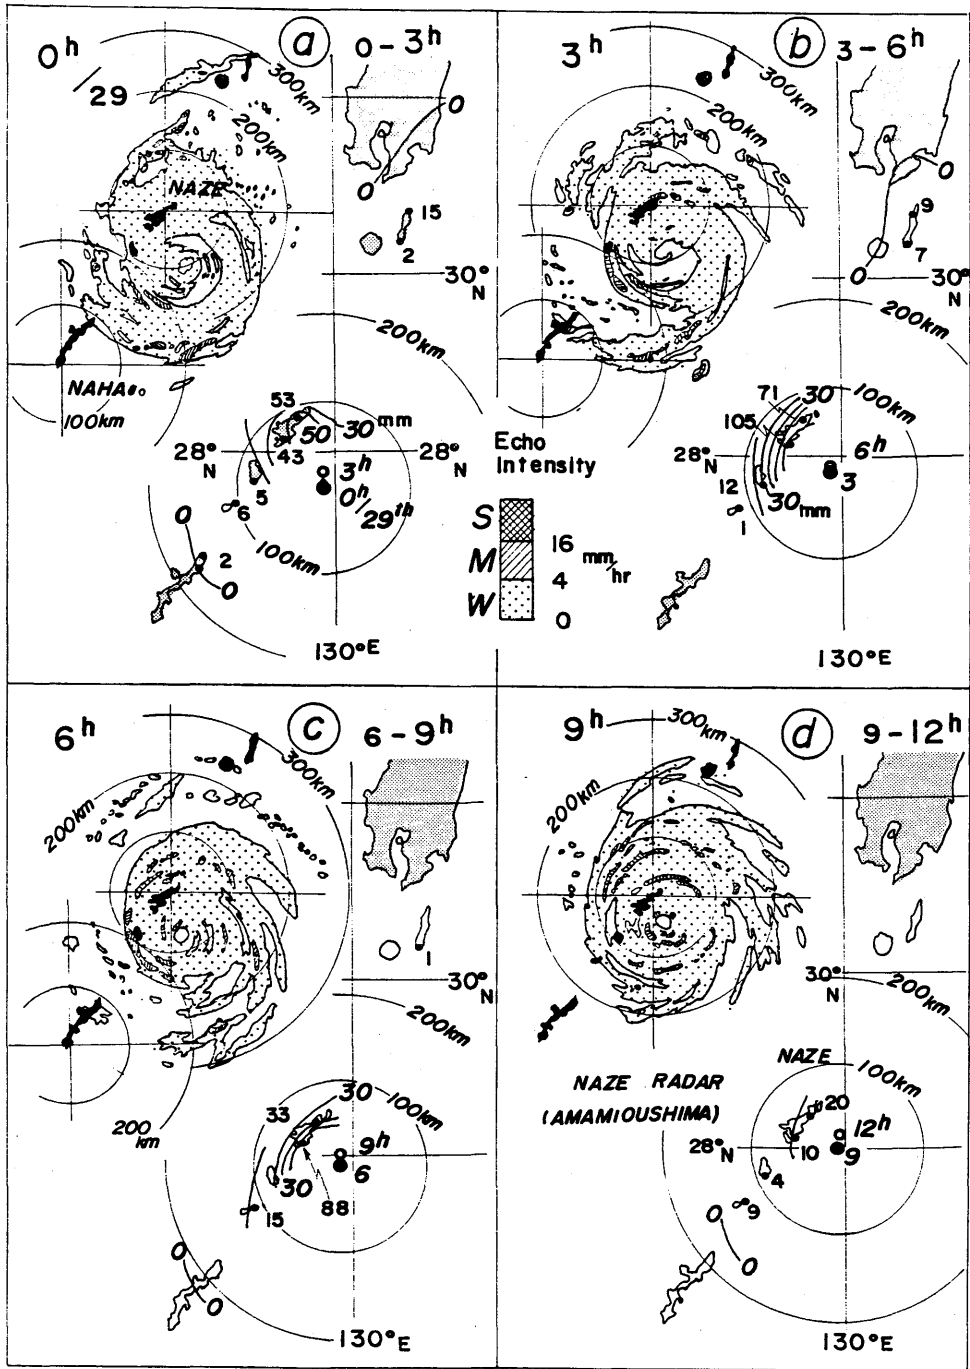 0h
/29
a
0-3h
300km
200km
NAZE
0
0
15
2
30°
N
200km
NAHA
100km
53
50
30mm
28°
N
43
28°
N
3h
0h
/29th
5
6
0
2
0
100km
130°E
Echo
Intensity
S
M
W
16
4
0
mm/hr
3h
b
3-6h
300km
200km
0
9
7
0
30°
N
200km
71
30
100km
105
28°
N
6h
3
12
30mm
1
130°E
6h
c
6-9h
300km
200km
1
30°
N
200km
200
km
33
30
100km
9h
6
30
15
88
0
0
130°E
9h
d
9-12h
300km
200km
30°
N
200km
NAZE
100km
NAZE RADAR
(AMAMIOUSHIMA)
20
12h
28°N
10
9
4
9
0
0
130°E